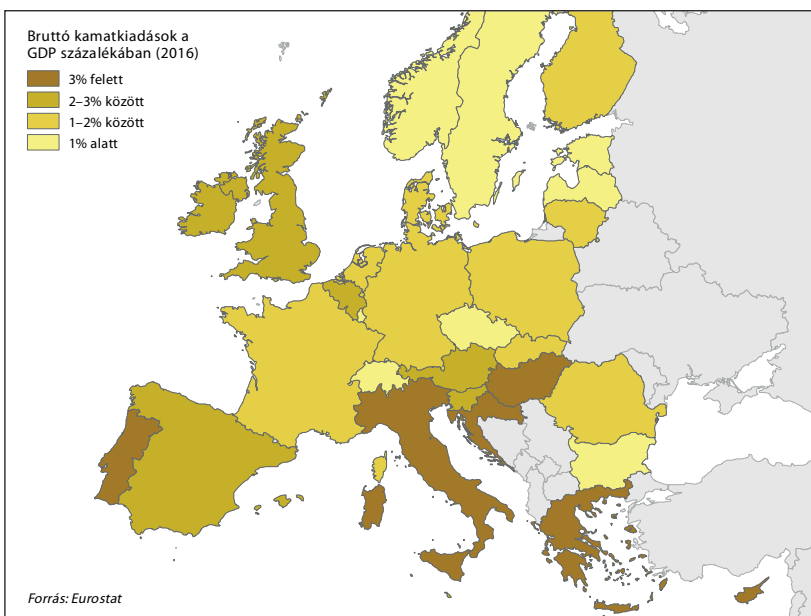 Bruttó kamatkiadások a
GDP százalékában (2016)
3% felett
2–3% között
1–2% között
1% alatt
Forrás: Eurostat